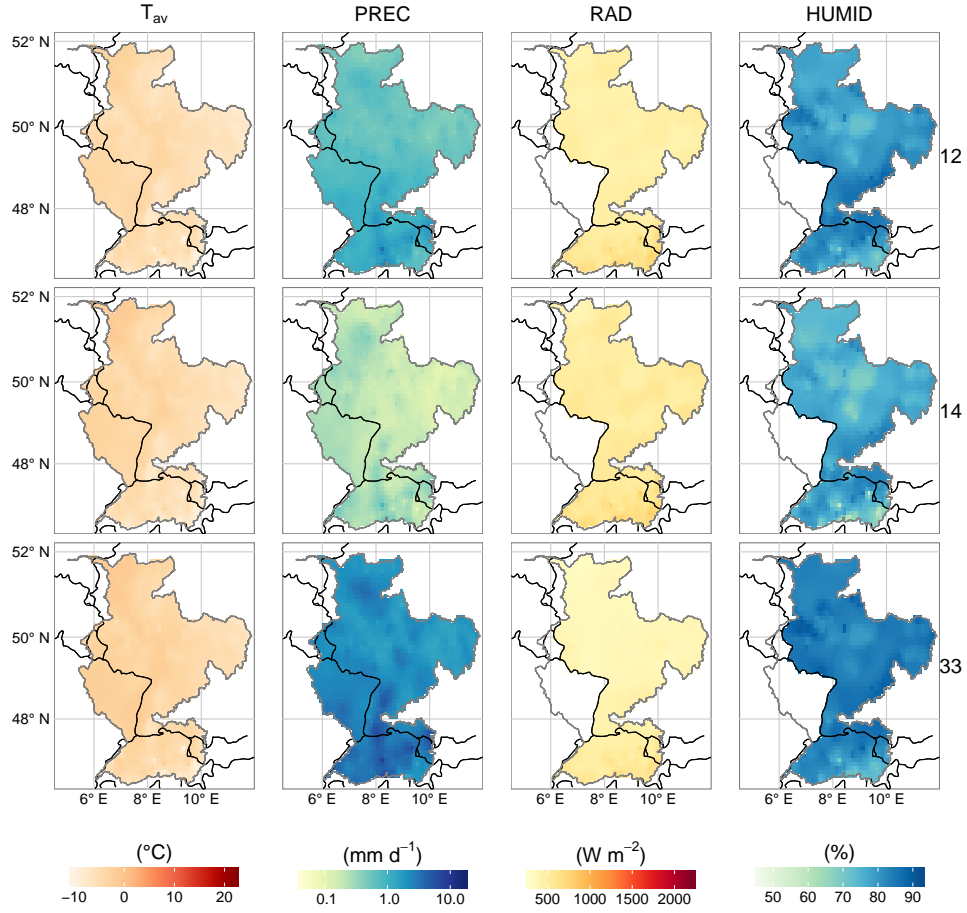 T_av PREC RAD HUMID
52° N
50° N
48° N
12
52° N
50° N
48° N
14
52° N
50° N
48° N
33
6° E 8° E 10° E 6° E 8° E 10° E 6° E 8° E 10° E 6° E 8° E 10° E
(°C) (mm d⁻¹) (W m⁻²) (%)
−10 0 10 20 0.1 1.0 10.0 500 1000 1500 2000 50 60 70 80 90